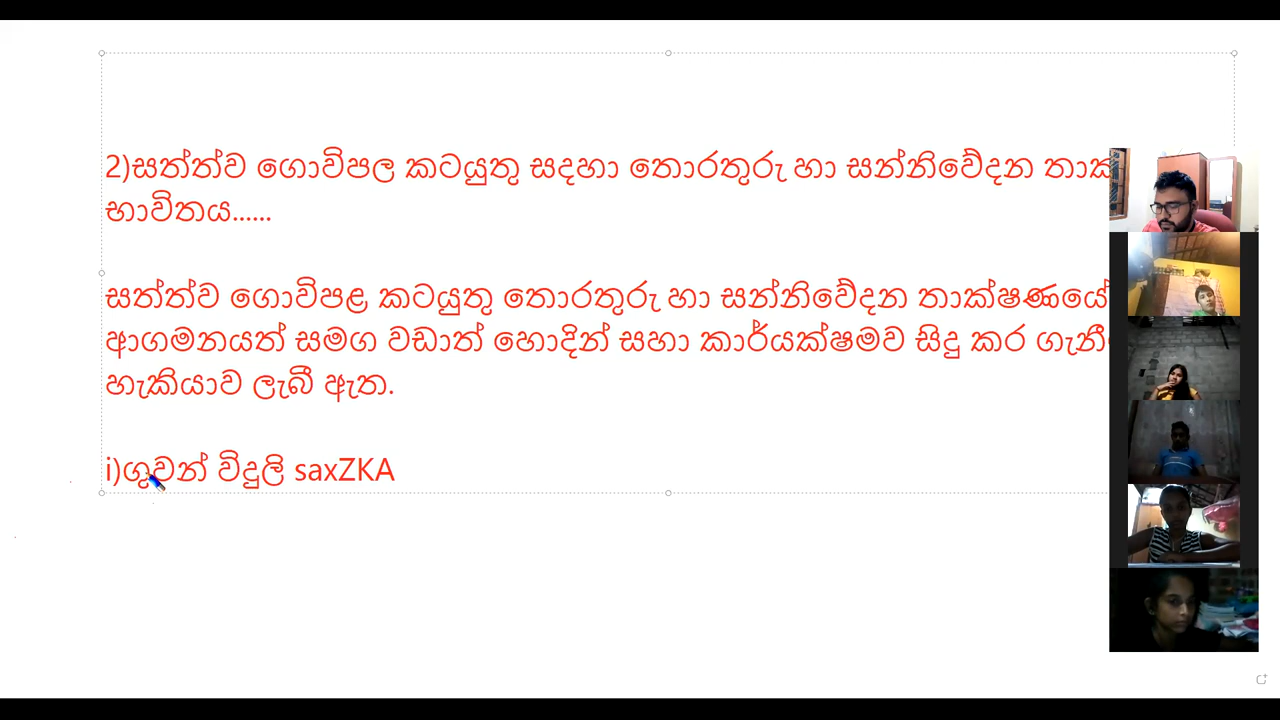 2)සත්ත්ව ගොවිපල කටයුතු සදහා තොරතුරු හා සන්නිවේදන
භාවිතය......
සත්ත්ව ගොවිපළ කටයුතු තොරතුරු හා සන්නිවේදන තාක්ෂණයේ
ආගමනයත් සමග වඩාත් හොදින් සහා කාර්යක්ෂමව සිදු කර
හැකියාව ලැබී ඇත.
i)ගුවන් විදුලි saxZKA